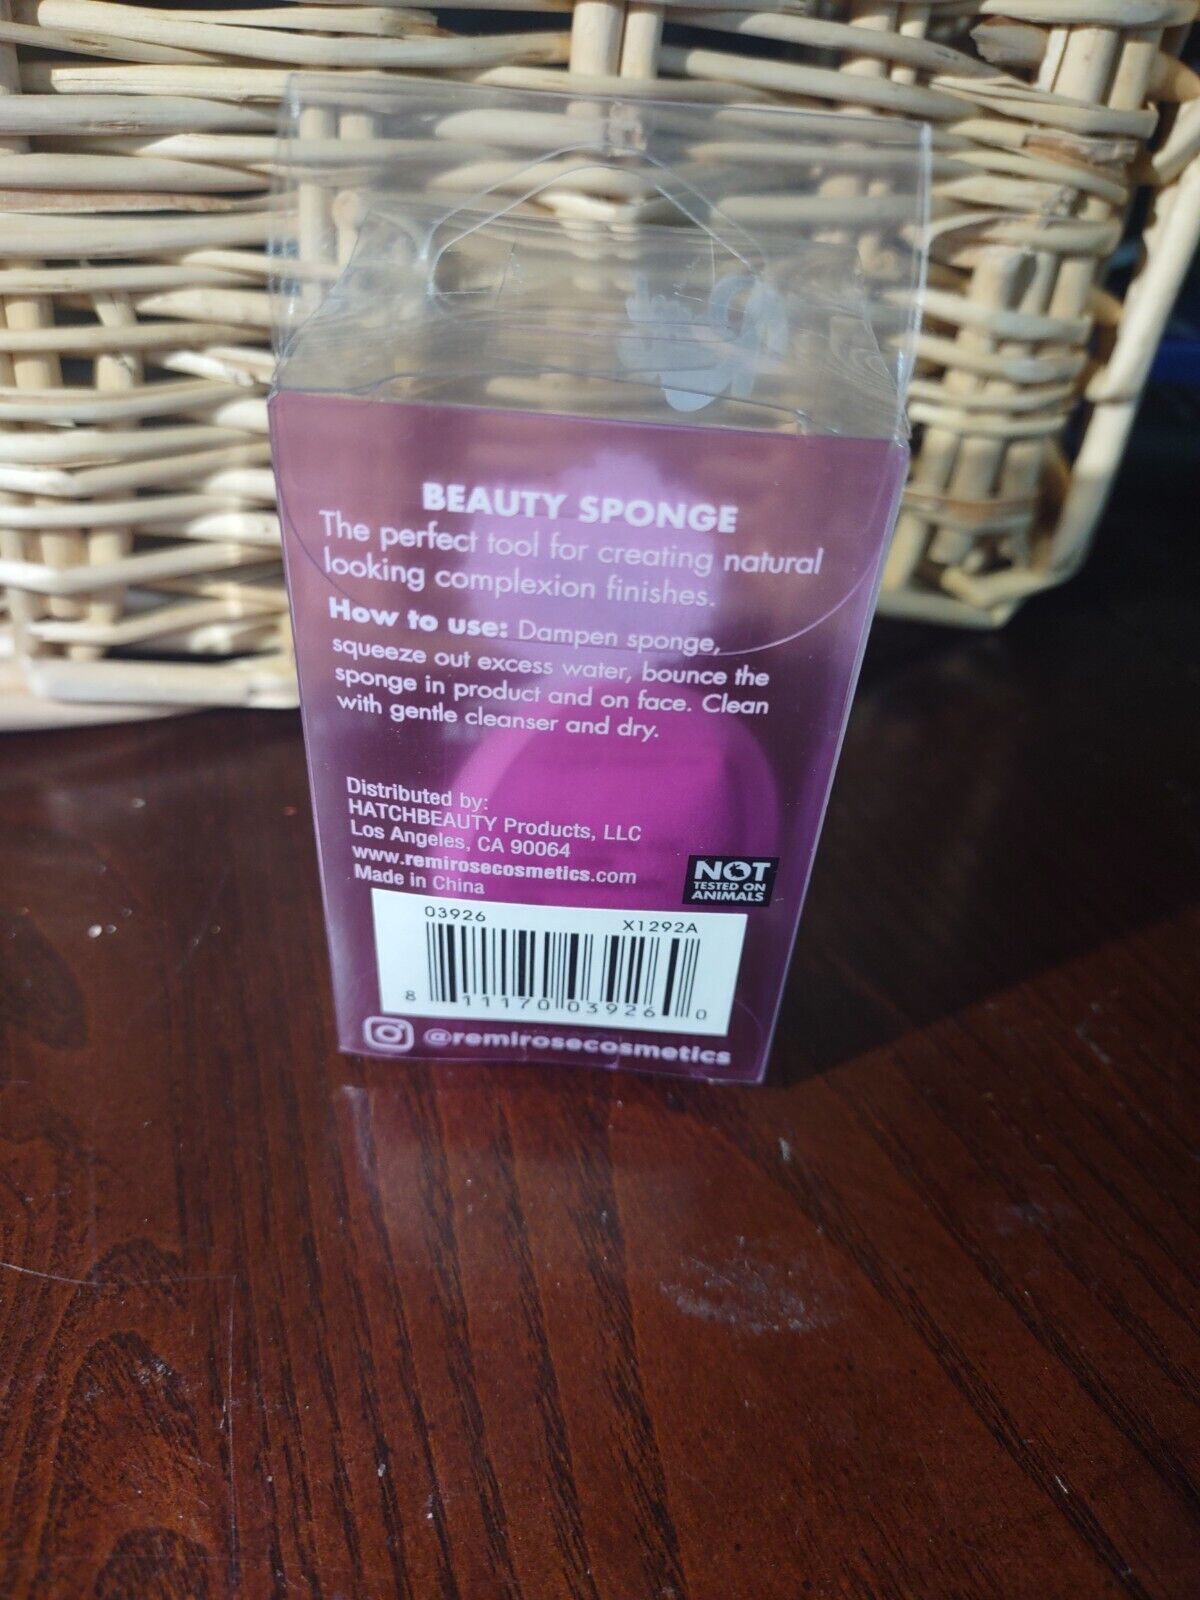 BEAUTY SPONGE
The perfect tool for creating natural
looking complexion finishes.
How to use: Dampen sponge,
squeeze out excess water, bounce the
sponge in product and on face. Clean
with gentle cleanser and dry.
Distributed by:
HATCHBEAUTY Products, LLC
Los Angeles, CA 90064
www.remirosecosmetics.com
Made in China
NOT
TESTED ON
ANIMALS
03926 X1292A
8 11170 03926 0
@remirosecosmetics